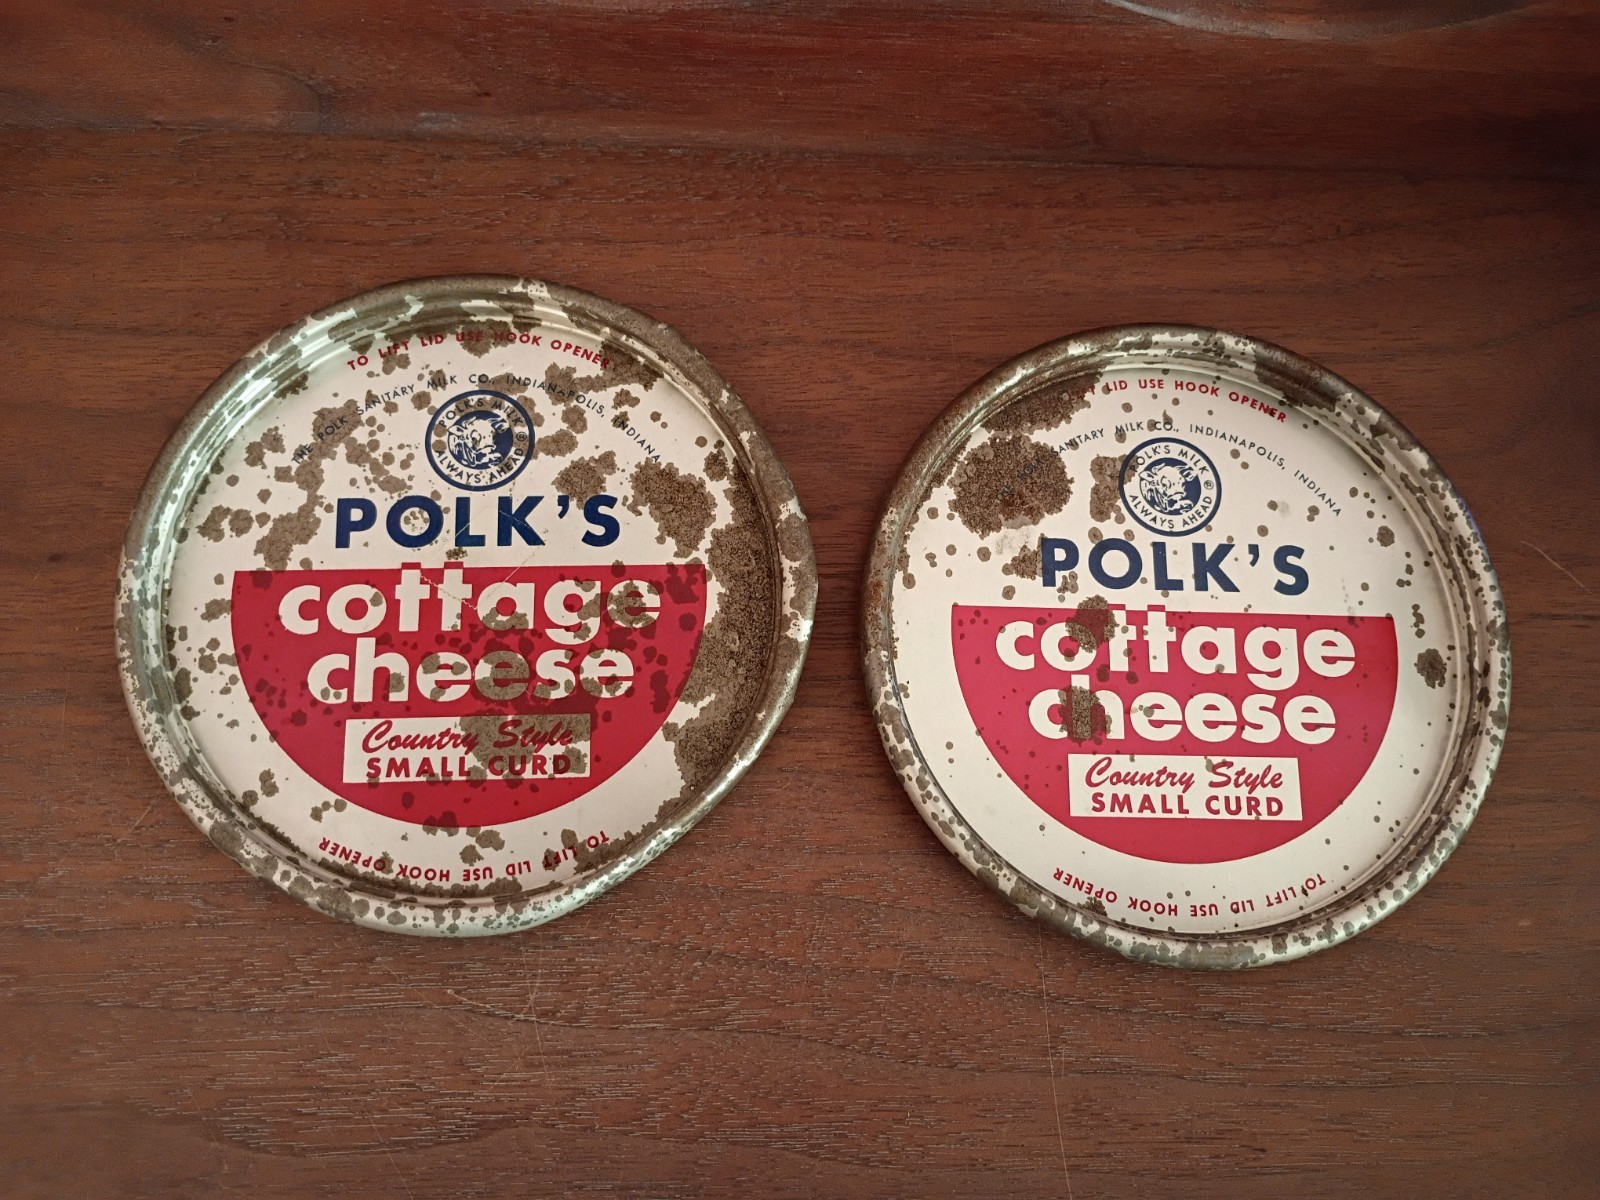 TO LIFT LID USE HOOK OPENER
THE POLK SANITARY MILK CO., INDIANAPOLIS, INDIANA
POLK'S MILK ®
ALWAYS AHEAD
POLK'S
cottage
cheese
Country Style
SMALL CURD
TO LIFT LID USE HOOK OPENER
LID USE HOOK OPENER
SANITARY MILK CO., INDIANAPOLIS, INDIANA
POLK'S MILK ®
ALWAYS AHEAD
POLK'S
cottage
cheese
Country Style
SMALL CURD
TO LIFT LID USE HOOK OPENER